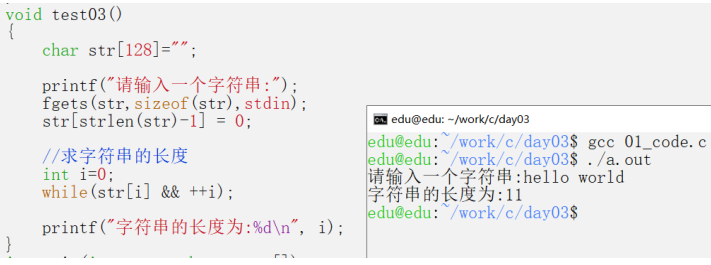 void test03()
{
char str[128]="";
printf("请输入一个字符串:");
fgets(str,sizeof(str),stdin);
str[strlen(str)-1] = 0;
//求字符串的长度
int i=0;
while(str[i] && ++i);
printf("字符串的长度为:%d\n", i);
}
edu@edu: ~/work/c/day03
edu@edu:~/work/c/day03$ gcc 01_code.c
edu@edu:~/work/c/day03$ ./a.out
请输入一个字符串:hello world
字符串的长度为:11
edu@edu:~/work/c/day03$